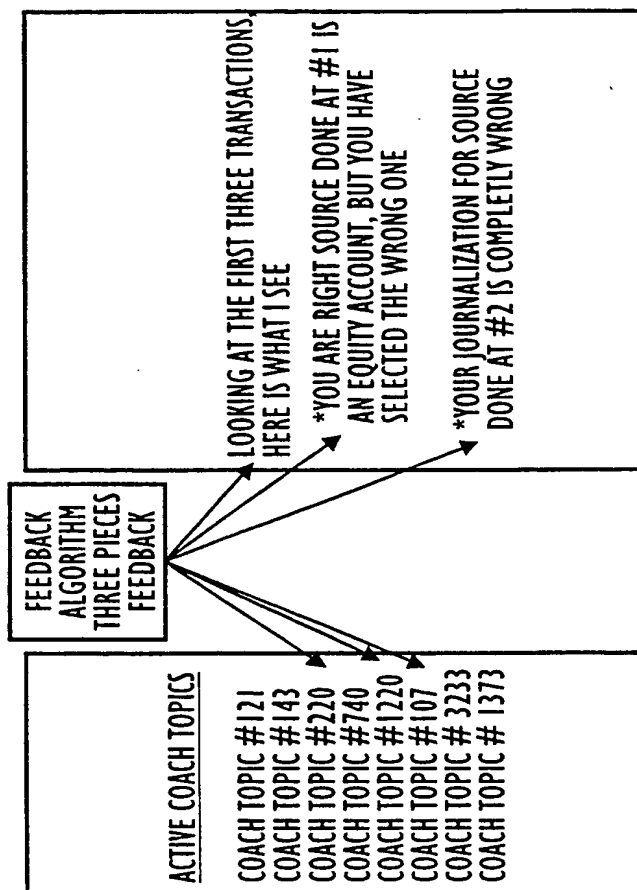 FEEDBACK
ALGORITHM
THREE PIECES
FEEDBACK
ACTIVE COACH TOPICS
COACH TOPIC #121
COACH TOPIC #143
COACH TOPIC #220
COACH TOPIC #740
COACH TOPIC #1220
COACH TOPIC #107
COACH TOPIC # 3233
COACH TOPIC # 1373
LOOKING AT THE FIRST THREE TRANSACTIONS,
HERE IS WHAT I SEE
*YOU ARE RIGHT SOURCE DONE AT #1 IS
AN EQUITY ACCOUNT, BUT YOU HAVE
SELECTED THE WRONG ONE
*YOUR JOURNALIZATION FOR SOURCE
DONE AT #2 IS COMPLETLY WRONG